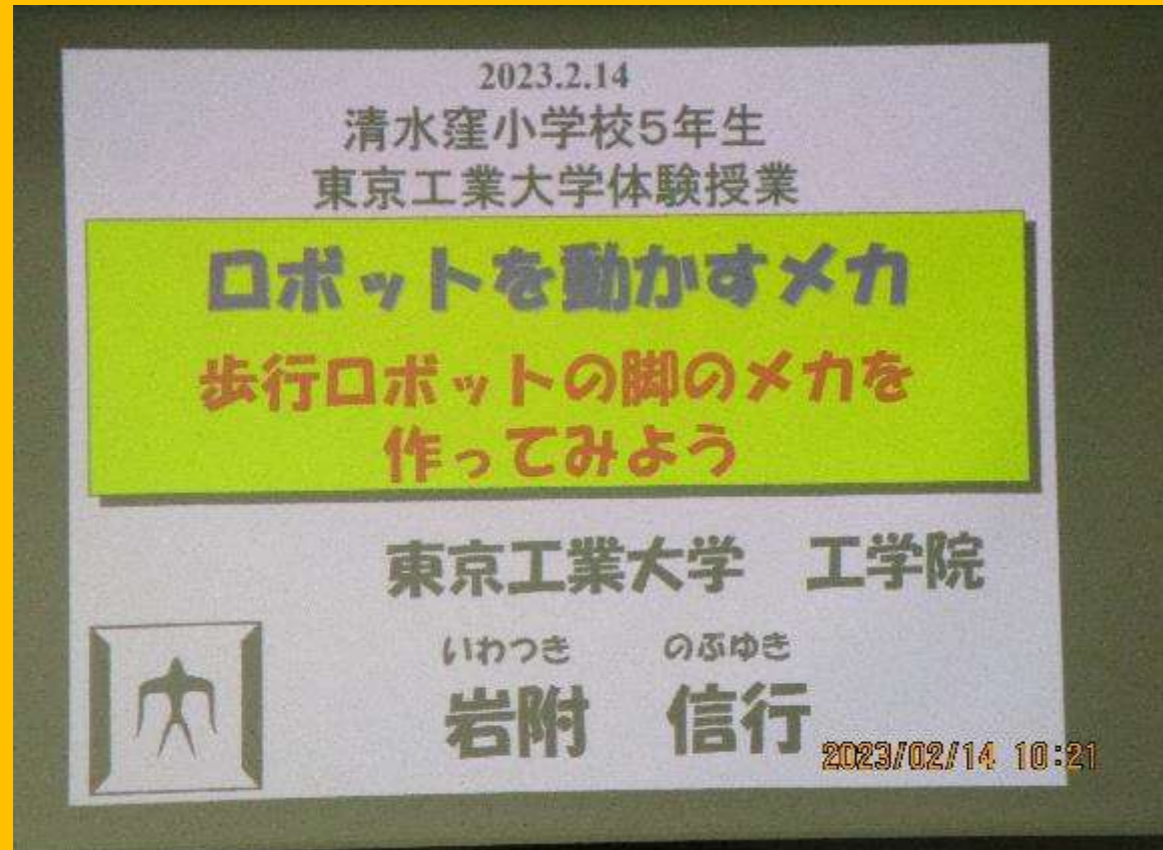 2023.2.14
清水窪小学校5年生
東京工業大学体験授業
ロボットを動かすメカ
歩行ロボットの脚のメカを
作ってみよう
東京工業大学　工学院
いわつき　のぶゆき
岩附　信行
2023/02/14 10:21